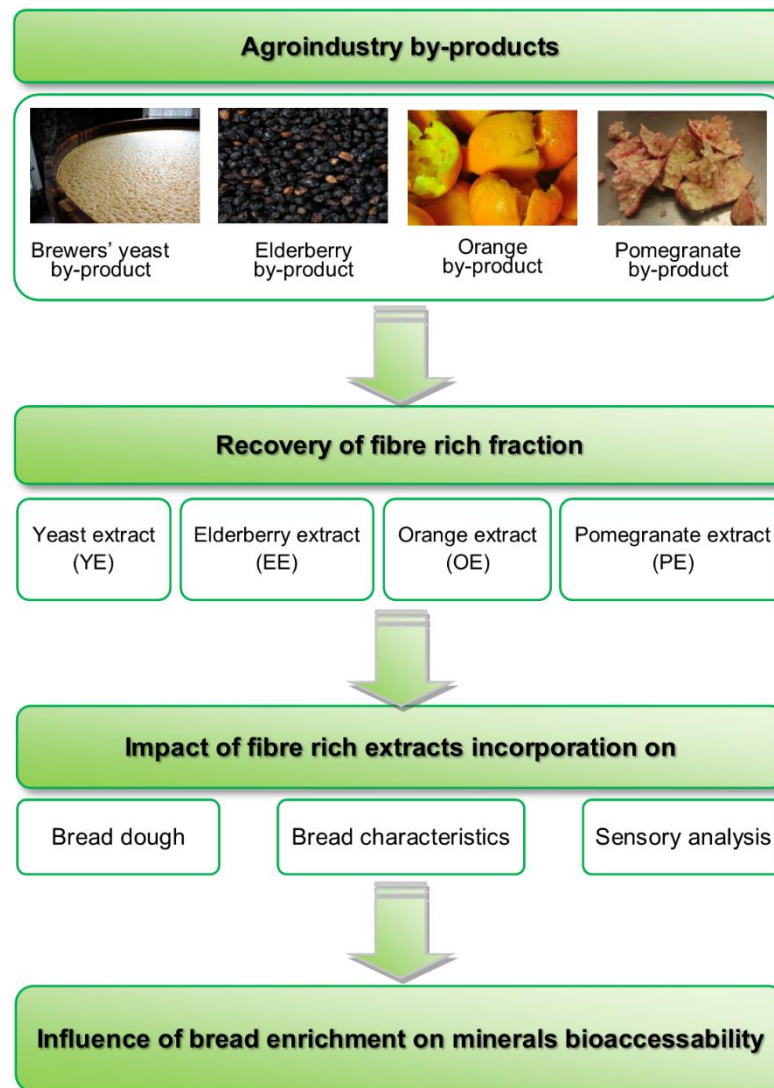 Agroindustry by-products
Brewers' yeast
by-product
Elderberry
by-product
Orange
by-product
Pomegranate
by-product
Recovery of fibre rich fraction
Yeast extract
(YE)
Elderberry extract
(EE)
Orange extract
(OE)
Pomegranate extract
(PE)
Impact of fibre rich extracts incorporation on
Bread dough
Bread characteristics
Sensory analysis
Influence of bread enrichment on minerals bioaccessability